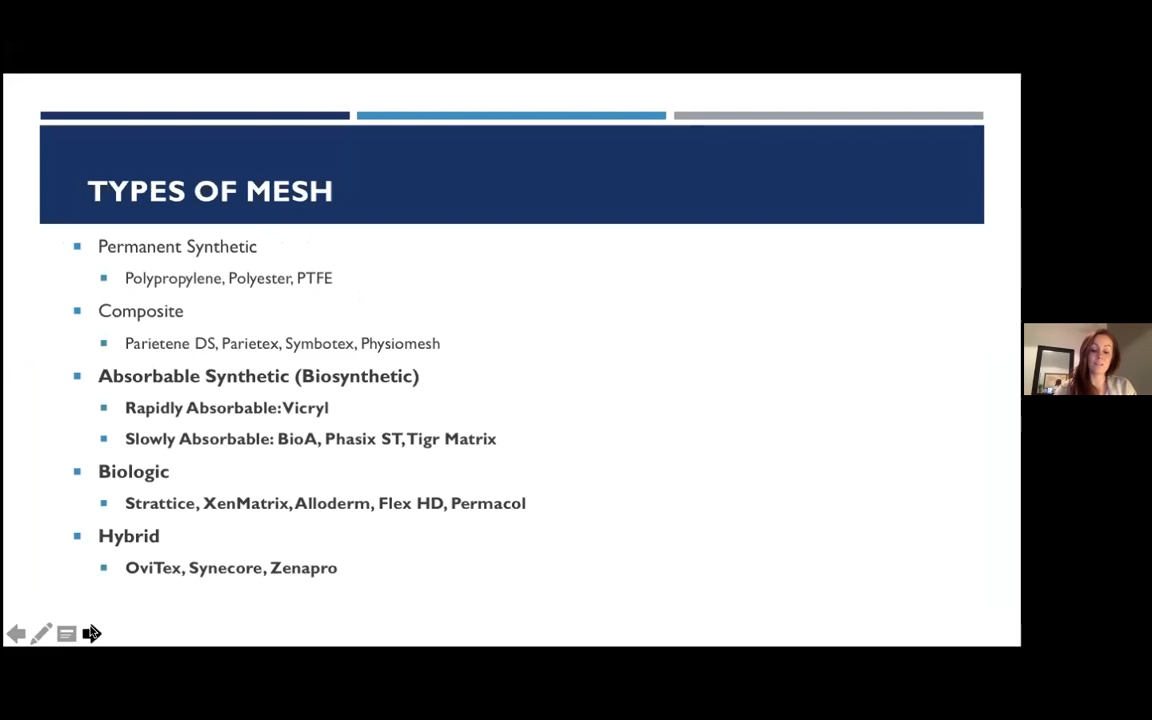 TYPES OF MESH
Permanent Synthetic
Polypropylene, Polyester, PTFE
Composite
Parietene DS, Parietex, Symbotex, Physiomesh
Absorbable Synthetic (Biosynthetic)
Rapidly Absorbable: Vicryl
Slowly Absorbable: BioA, Phasix ST, Tigr Matrix
Biologic
Strattice, XenMatrix, Alloderm, Flex HD, Permacol
Hybrid
OviTex, Synecore, Zenapro